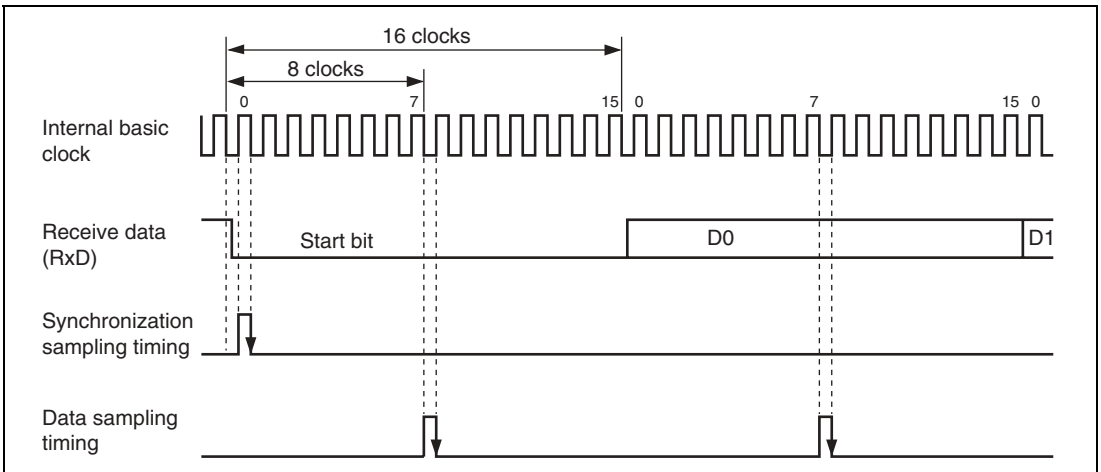 16 clocks
8 clocks
0 7 15 0 7 15 0
Internal basic
clock
Receive data
(RxD)
Start bit D0 D1
Synchronization
sampling timing
Data sampling
timing